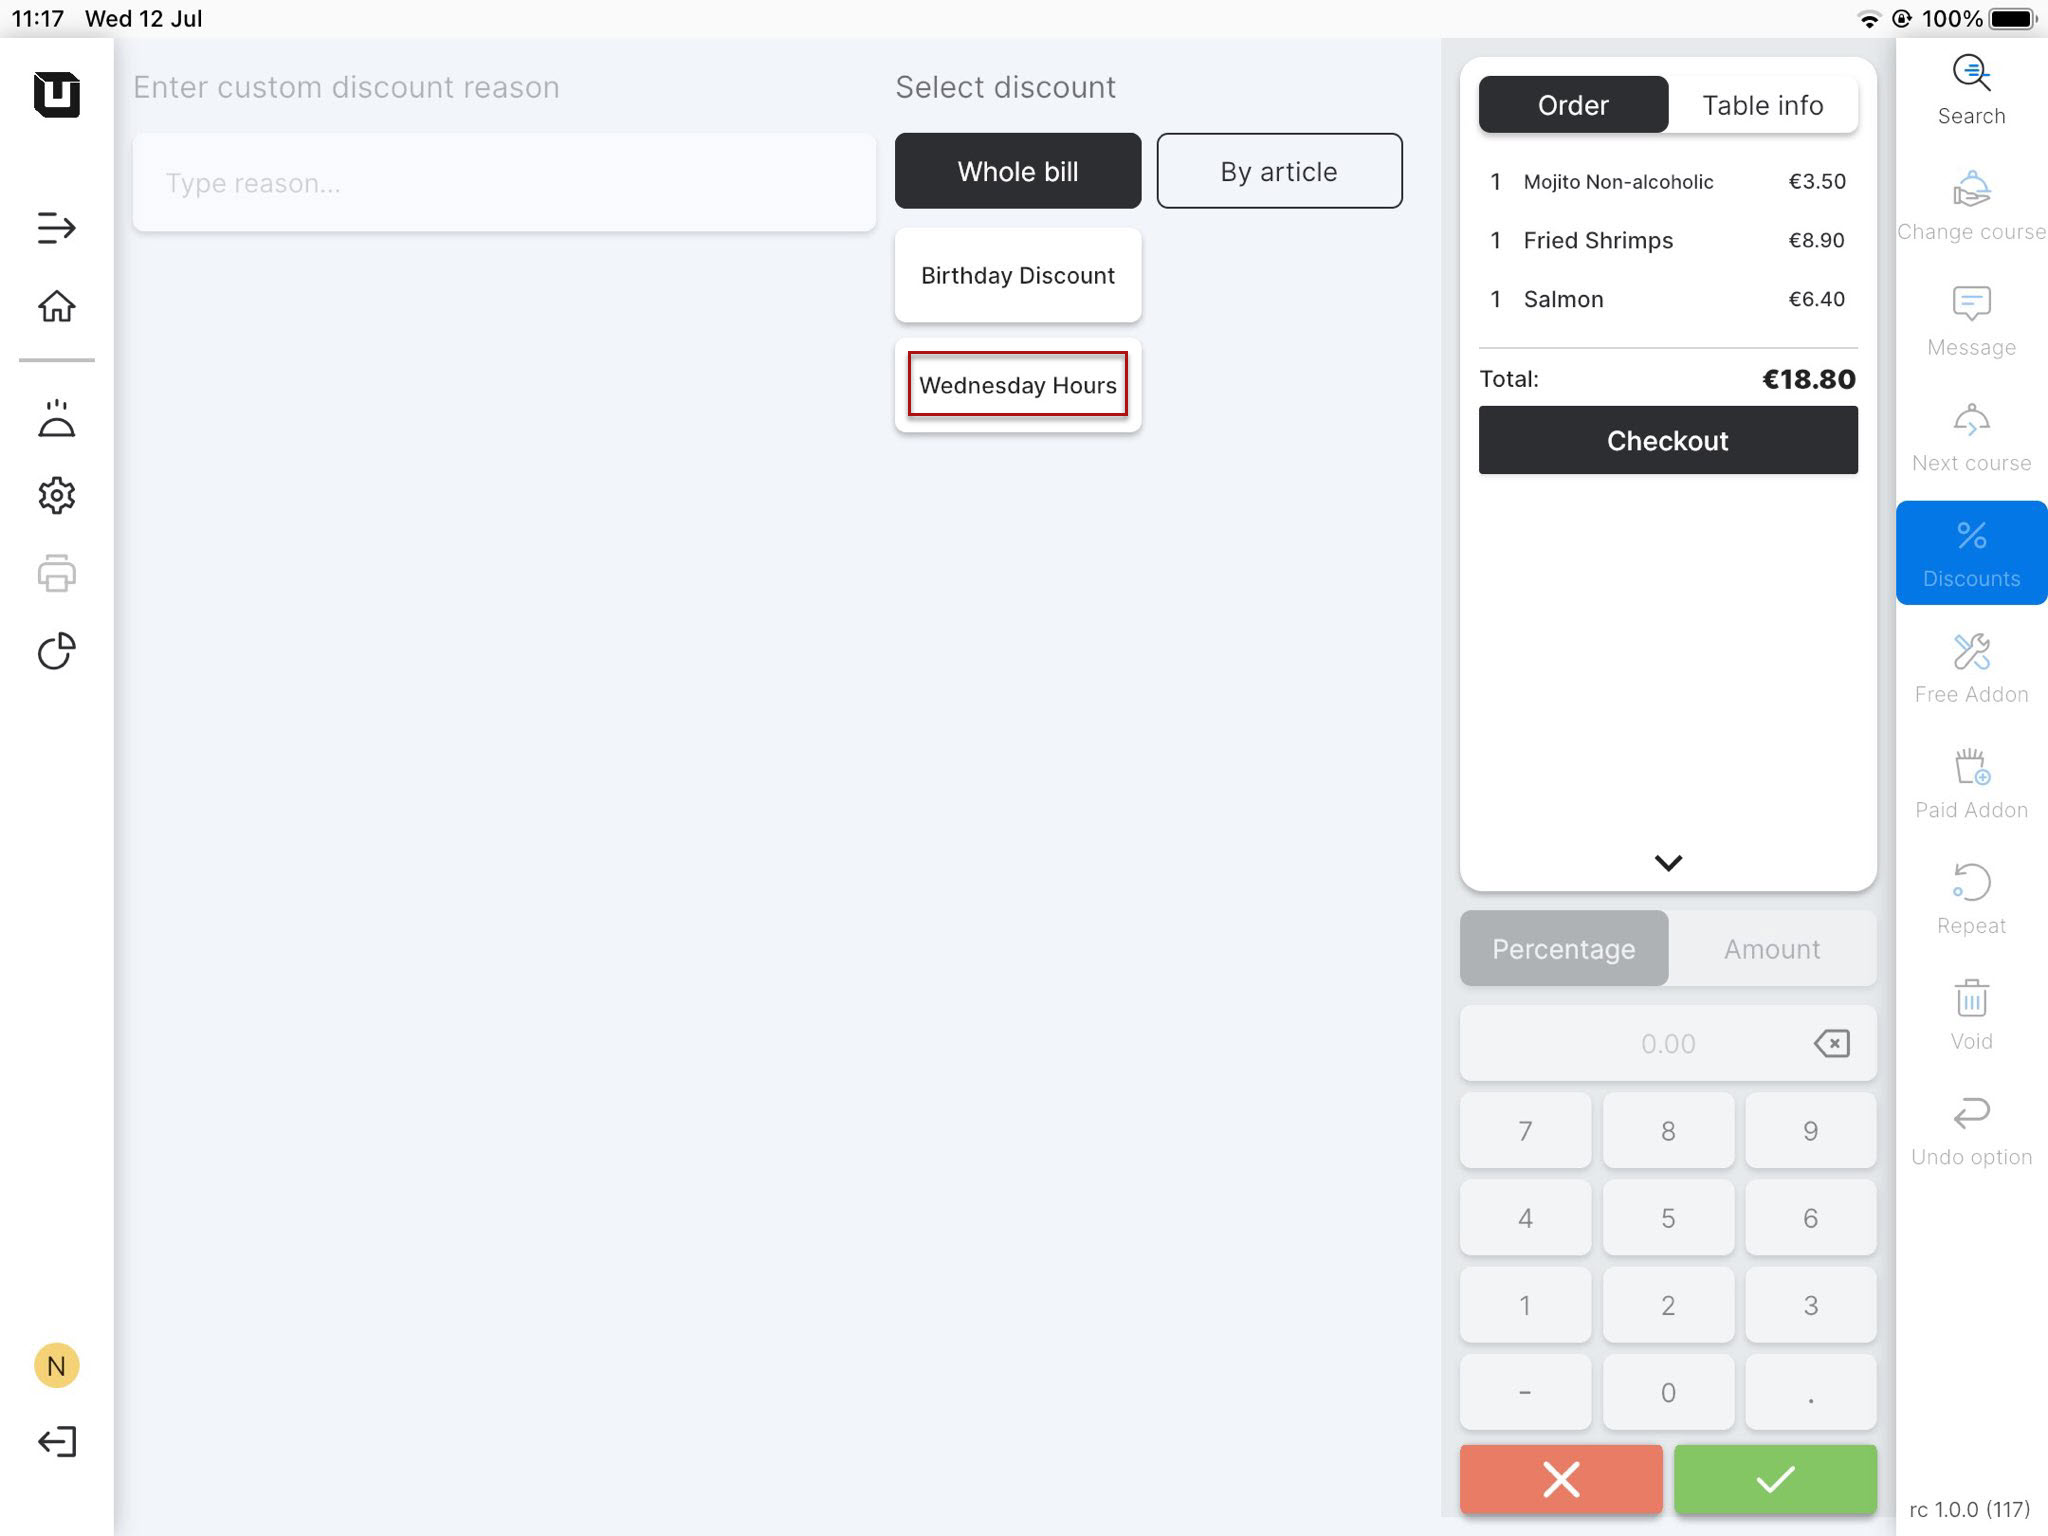 11:17 Wed 12 Jul
100%
Enter custom discount reason
Type reason...
Select discount
Whole bill
By article
Birthday Discount
Wednesday Hours
Order
Table info
1 Mojito Non-alcoholic €3.50
1 Fried Shrimps €8.90
1 Salmon €6.40
Total: €18.80
Checkout
Percentage
Amount
0.00
7 8 9
4 5 6
1 2 3
- 0 .
Search
Change course
Message
Next course
Discounts
Free Addon
Paid Addon
Repeat
Void
Undo option
N
rc 1.0.0 (117)